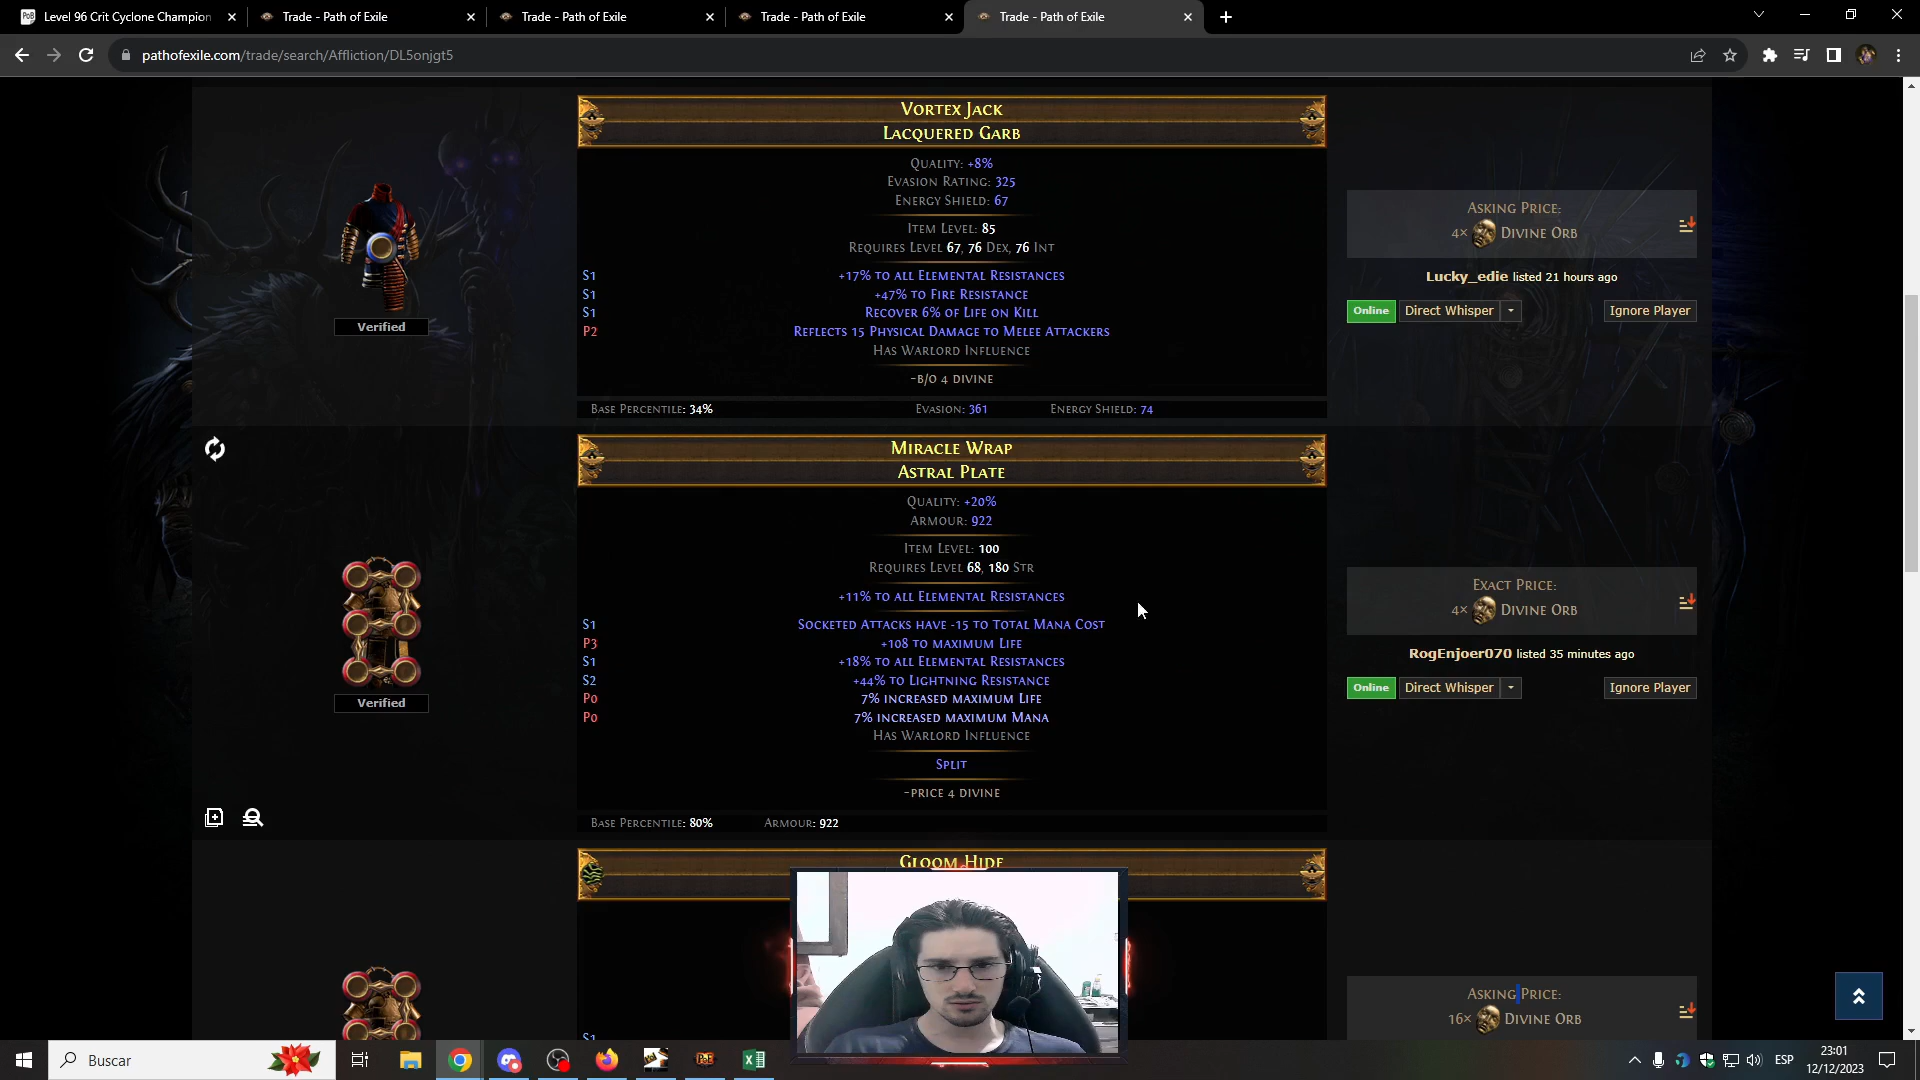 Level 96 Crit Cyclone Champion
Trade - Path of Exile
Trade - Path of Exile
Trade - Path of Exile
Trade - Path of Exile
pathofexile.com/trade/search/Affliction/DL5onjgt5
Vortex Jack
Lacquered Garb
Quality: +8%
Evasion Rating: 325
Energy Shield: 67
Item Level: 85
Requires Level 67, 76 Dex, 76 Int
S1 +17% to all Elemental Resistances
S1 +47% to Fire Resistance
S1 Recover 6% of Life on Kill
P2 Reflects 15 Physical Damage to Melee Attackers
Has Warlord Influence
~b/o 4 divine
Base Percentile: 34% Evasion: 361 Energy Shield: 74
Verified
Asking Price:
4× Divine Orb
Lucky_edie listed 21 hours ago
Online Direct Whisper Ignore Player
Miracle Wrap
Astral Plate
Quality: +20%
Armour: 922
Item Level: 100
Requires Level 68, 180 Str
+11% to all Elemental Resistances
S1 Socketed Attacks have -15 to Total Mana Cost
P3 +108 to maximum Life
S1 +18% to all Elemental Resistances
S2 +44% to Lightning Resistance
P0 7% increased maximum Life
P0 7% increased maximum Mana
Has Warlord Influence
Split
~price 4 divine
Base Percentile: 80% Armour: 922
Verified
Exact Price:
4× Divine Orb
RogEnjoer070 listed 35 minutes ago
Online Direct Whisper Ignore Player
Gloom Hide
S1
Asking Price:
16× Divine Orb
Buscar
PoE
ESP
23:01
12/12/2023